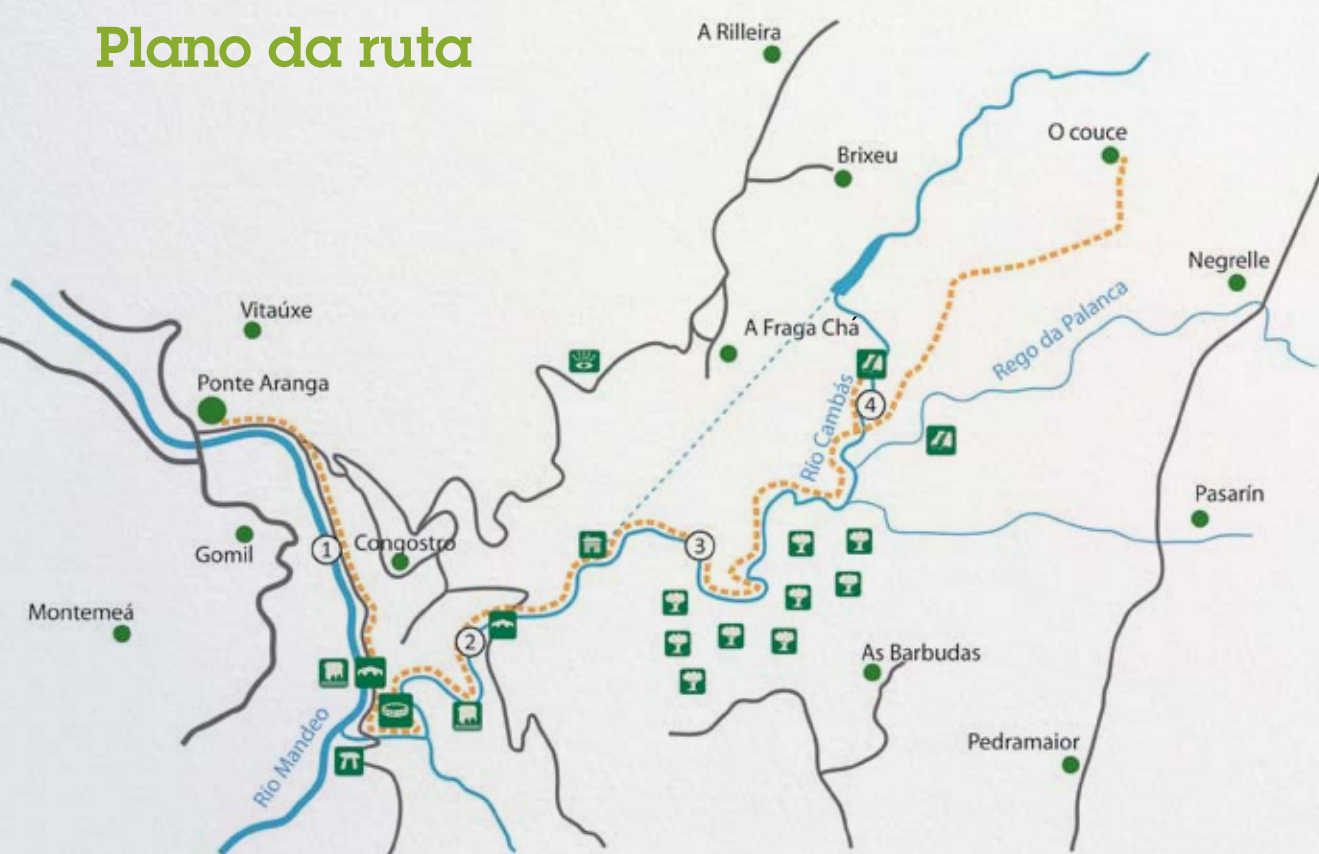 Plano da ruta
A Rilleira
O couce
Brixeu
Negrelle
Rego da Palanca
Vitaúxe
A Fraga Chá
Ponte Aranga
Río Cambás
4
Pasarín
Gomil
1
Congostro
3
Montemeá
2
As Barbudas
Río Mandeo
Pedramaior